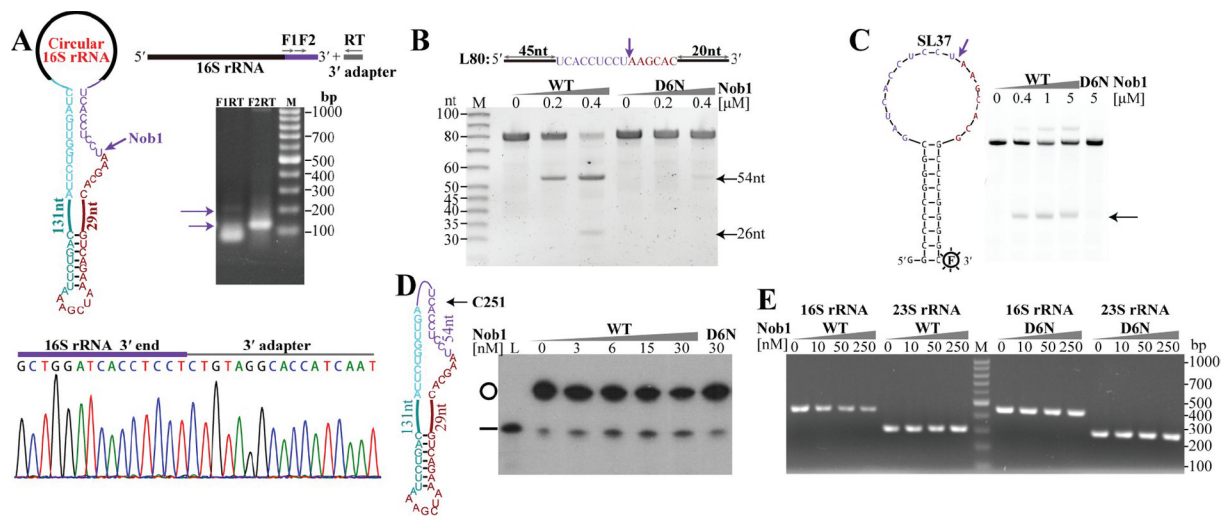 A
Circular
16S rRNA
Nob1
131nt
29nt
F1F2
RT
5′
3′ +
16S rRNA
3′ adapter
bp
F1RT F2RT M
1000
700
500
400
300
200
100
16S rRNA 3′ end
3′ adapter
GCTGGATCACCTCCTCTGTAGGCACCATCAAT
B
L80: 5′
45nt
UCACCUCCUAAGCAC
20nt
3′
WT
D6N
Nob1
nt
M
0 0.2 0.4 0 0.2 0.4 [μM]
100
80
60
50
45
40
35
30
54nt
26nt
C
SL37
WT
D6N Nob1
0 0.4 1 5 5 [μM]
5′GG
F
3′
D
C251
54nt
131nt
29nt
Nob1
WT
D6N
[nM] L 0 3 6 15 30 30
E
16S rRNA
23S rRNA
16S rRNA
23S rRNA
Nob1
WT
WT
D6N
D6N
[nM] 0 10 50 250 0 10 50 250 M 0 10 50 250 0 10 50 250 bp
1000
700
500
400
300
200
100